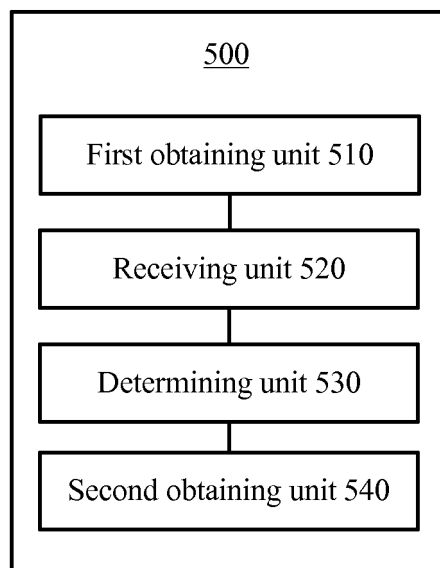 500
First obtaining unit 510
Receiving unit 520
Determining unit 530
Second obtaining unit 540